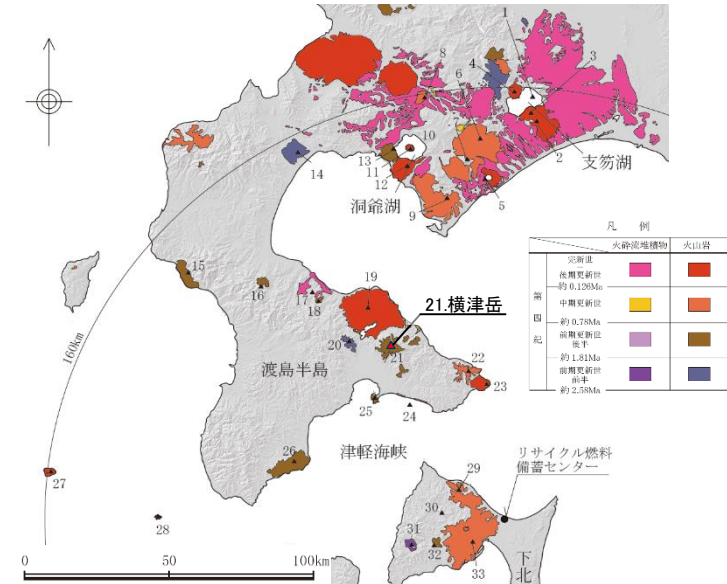 1
3
4
8
6
2
支笏湖
10
13
11
12
14
洞爺湖
9
5
160km
15
16
17
18
19
21.横津岳
20
21
渡島半島
22
23
24
25
津軽海峡
26
27
28
リサイクル燃料
備蓄センター
29
30
31
32
33
下北
0 50 100km
凡 例
火砕流堆積物 火山岩
第四紀
完新世
|
後期更新世
約 0.126Ma
中期更新世
約 0.78Ma
前期更新世
後半
約 1.81Ma
前期更新世
前半
約 2.58Ma